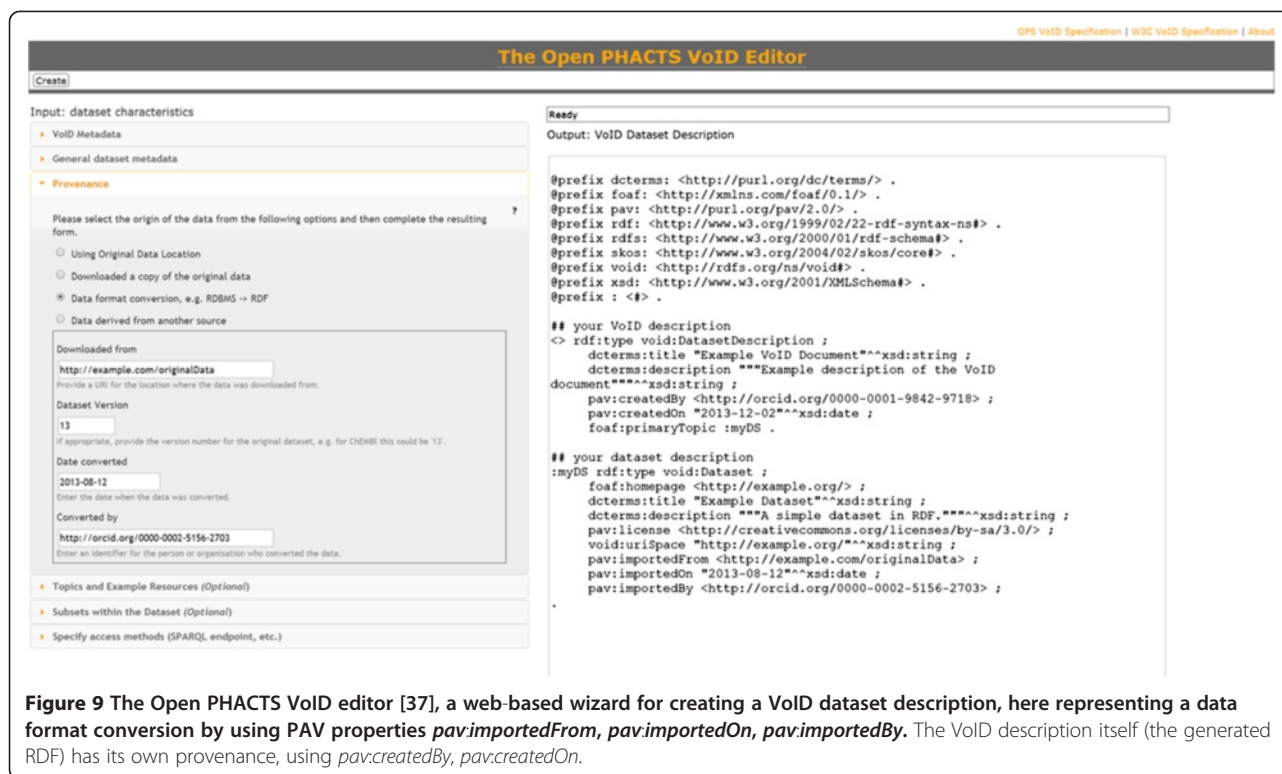 OPS VoID Specification | W3C VoID Specification | About
The Open PHACTS VoID Editor
Create
Input: dataset characteristics
VoID Metadata
General dataset metadata
Provenance
Please select the origin of the data from the following options and then complete the resulting
form.
?
Using Original Data Location
Downloaded a copy of the original data
Data format conversion, e.g. RDBMS -> RDF
Data derived from another source
Downloaded from
http://example.com/originalData
Provide a URI for the location where the data was downloaded from.
Dataset Version
13
If appropriate, provide the version number for the original dataset, e.g. for ChEMBl this could be '13'.
Date converted
2013-08-12
Enter the date when the data was converted.
Converted by
http://orcid.org/0000-0002-5156-2703
Enter an identifier for the person or organisation who converted the data.
Topics and Example Resources (Optional)
Subsets within the Dataset (Optional)
Specify access methods (SPARQL endpoint, etc.)
Ready
Output: VoID Dataset Description
@prefix dcterms: <http://purl.org/dc/terms/> .
@prefix foaf: <http://xmlns.com/foaf/0.1/> .
@prefix pav: <http://purl.org/pav/2.0/> .
@prefix rdf: <http://www.w3.org/1999/02/22-rdf-syntax-ns#> .
@prefix rdfs: <http://www.w3.org/2000/01/rdf-schema#> .
@prefix skos: <http://www.w3.org/2004/02/skos/core#> .
@prefix void: <http://rdfs.org/ns/void#> .
@prefix xsd: <http://www.w3.org/2001/XMLSchema#> .
@prefix : <#> .
## your VoID description
<> rdf:type void:DatasetDescription ;
dcterms:title "Example VoID Document"^^xsd:string ;
dcterms:description """Example description of the VoID
document"""^^xsd:string ;
pav:createdBy <http://orcid.org/0000-0001-9842-9718> ;
pav:createdOn "2013-12-02"^^xsd:date ;
foaf:primaryTopic :myDS .
## your dataset description
:myDS rdf:type void:Dataset ;
foaf:homepage <http://example.org/> ;
dcterms:title "Example Dataset"^^xsd:string ;
dcterms:description """A simple dataset in RDF."""^^xsd:string ;
pav:license <http://creativecommons.org/licenses/by-sa/3.0/> ;
void:uriSpace "http://example.org/"^^xsd:string ;
pav:importedFrom <http://example.com/originalData> ;
pav:importedOn "2013-08-12"^^xsd:date ;
pav:importedBy <http://orcid.org/0000-0002-5156-2703> ;
.
Figure 9 The Open PHACTS VoID editor [37], a web-based wizard for creating a VoID dataset description, here representing a data
format conversion by using PAV properties pav:importedFrom, pav:importedOn, pav:importedBy. The VoID description itself (the generated
RDF) has its own provenance, using pav:createdBy, pav:createdOn.